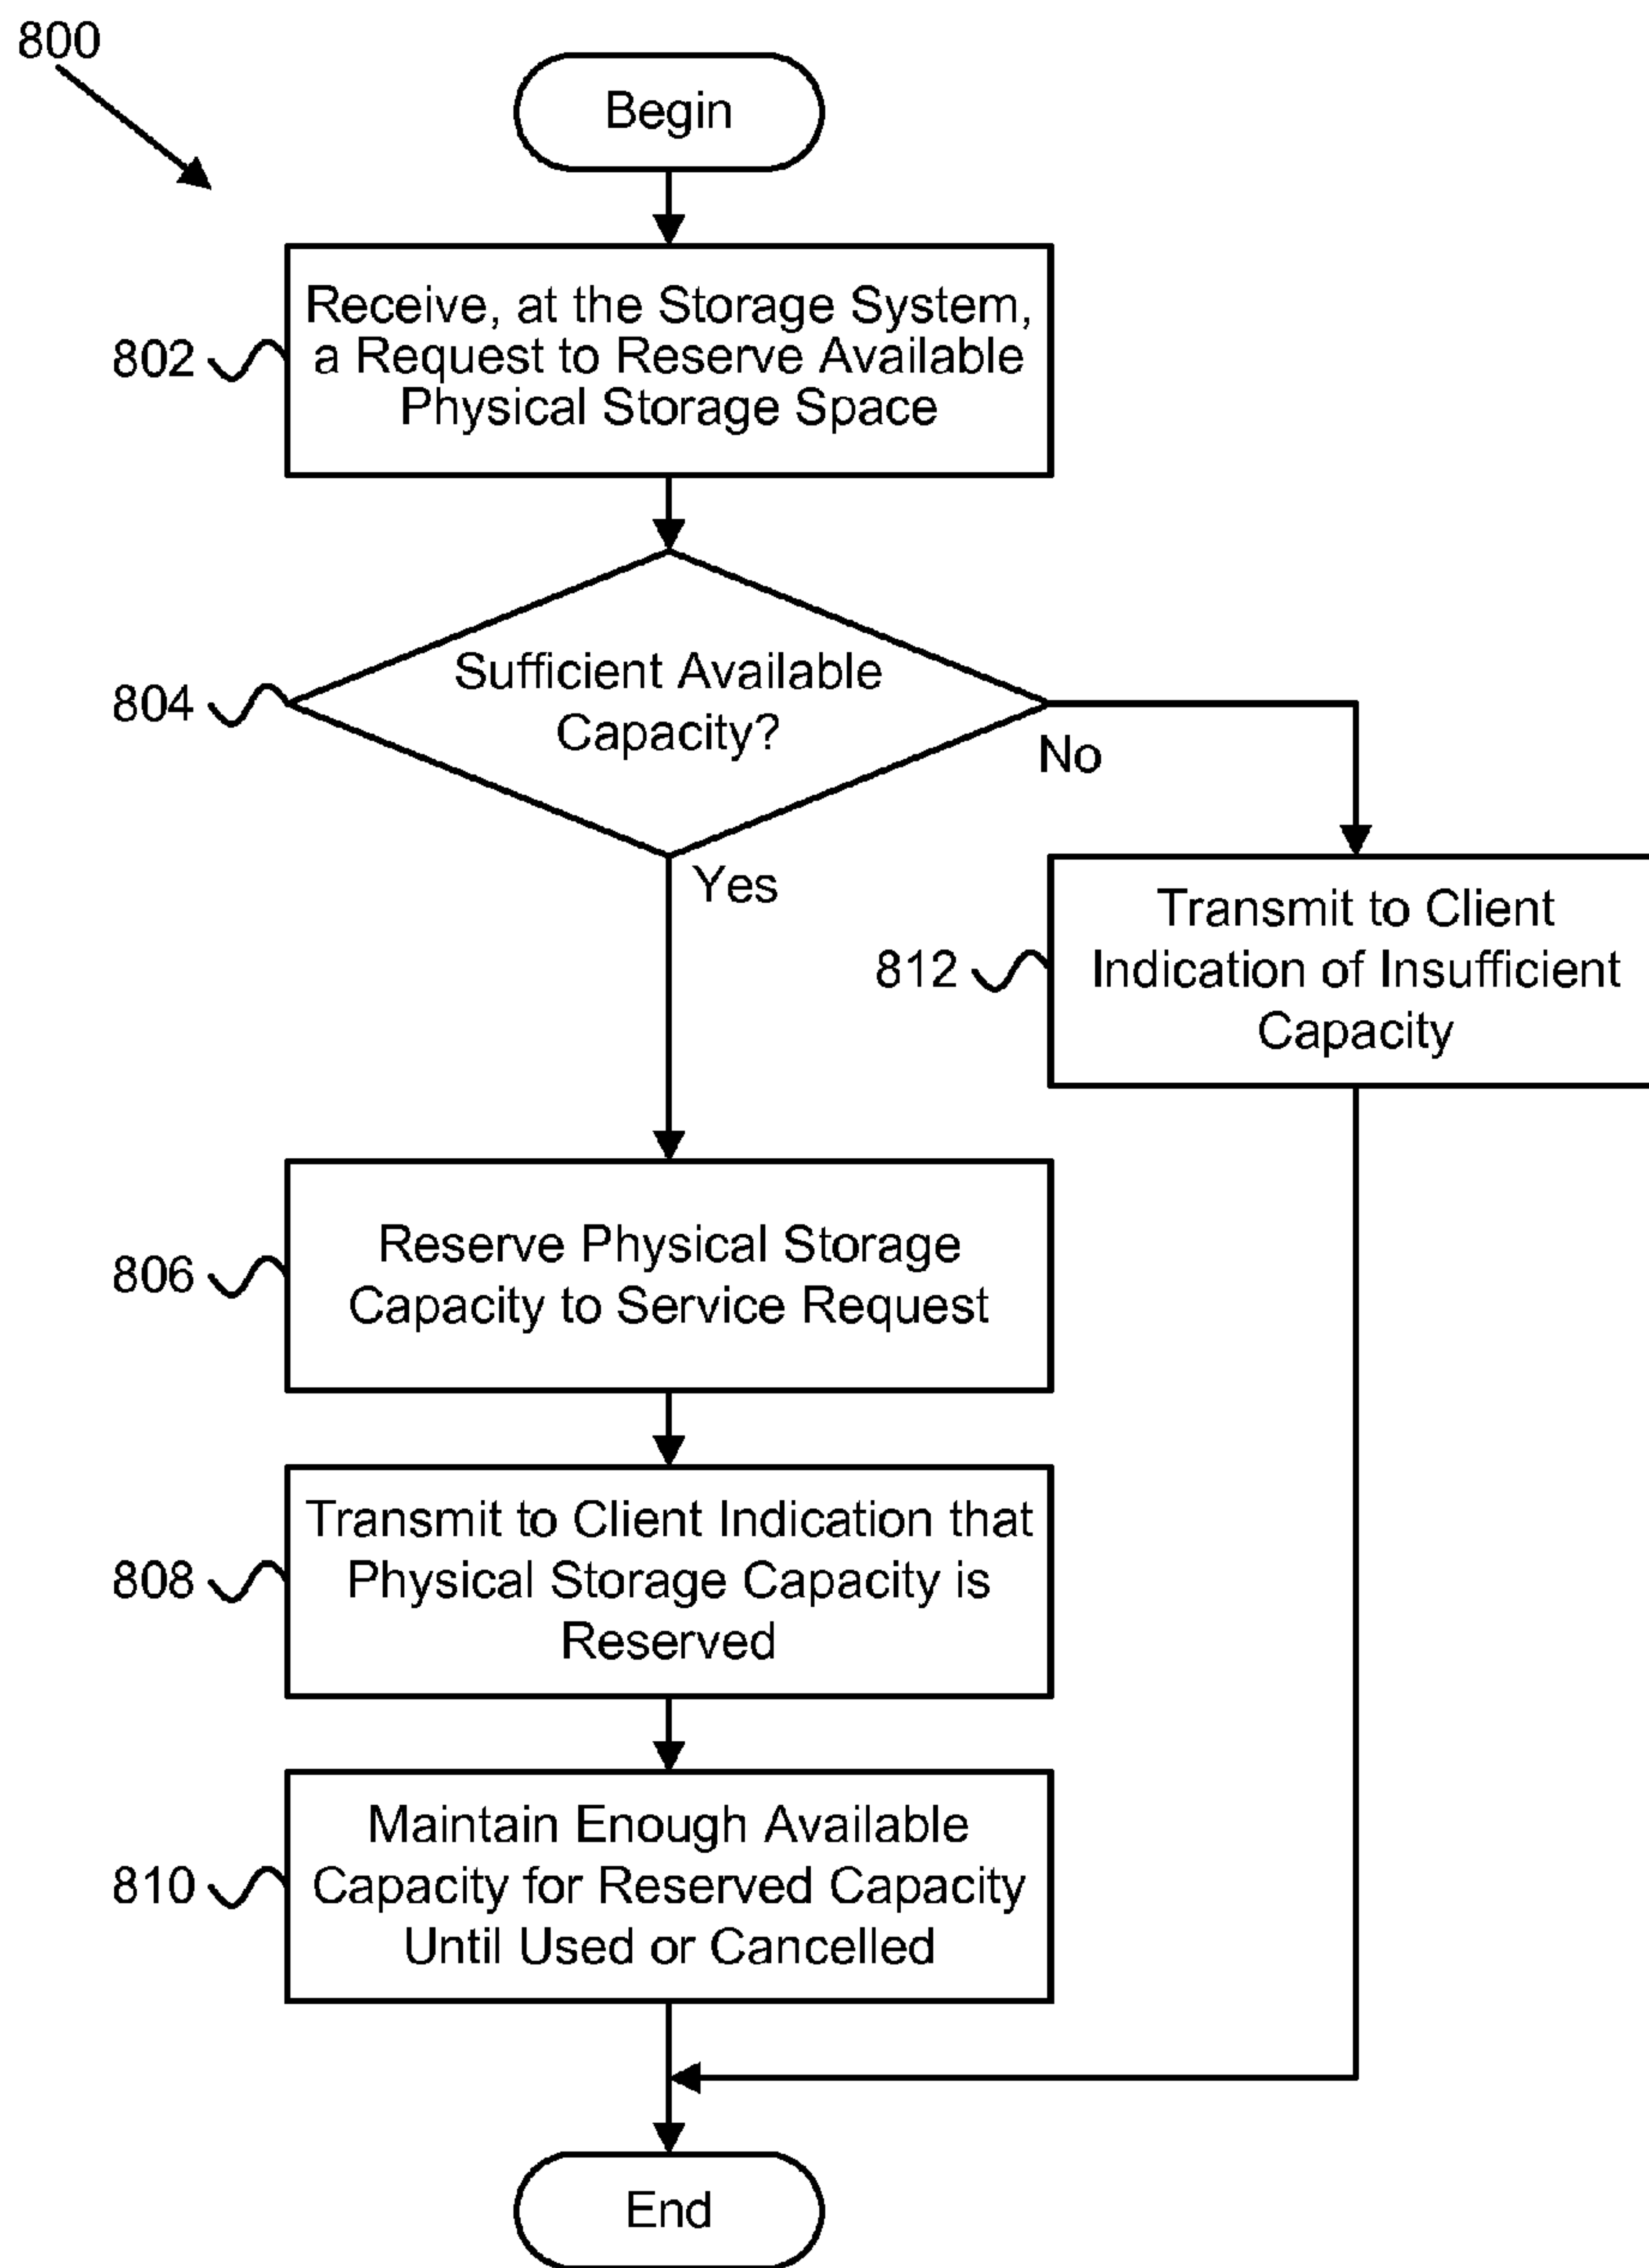 800
Begin
802
Receive, at the Storage System,
a Request to Reserve Available
Physical Storage Space
804
Sufficient Available
Capacity?
No
Yes
812
Transmit to Client
Indication of Insufficient
Capacity
806
Reserve Physical Storage
Capacity to Service Request
808
Transmit to Client Indication that
Physical Storage Capacity is
Reserved
810
Maintain Enough Available
Capacity for Reserved Capacity
Until Used or Cancelled
End